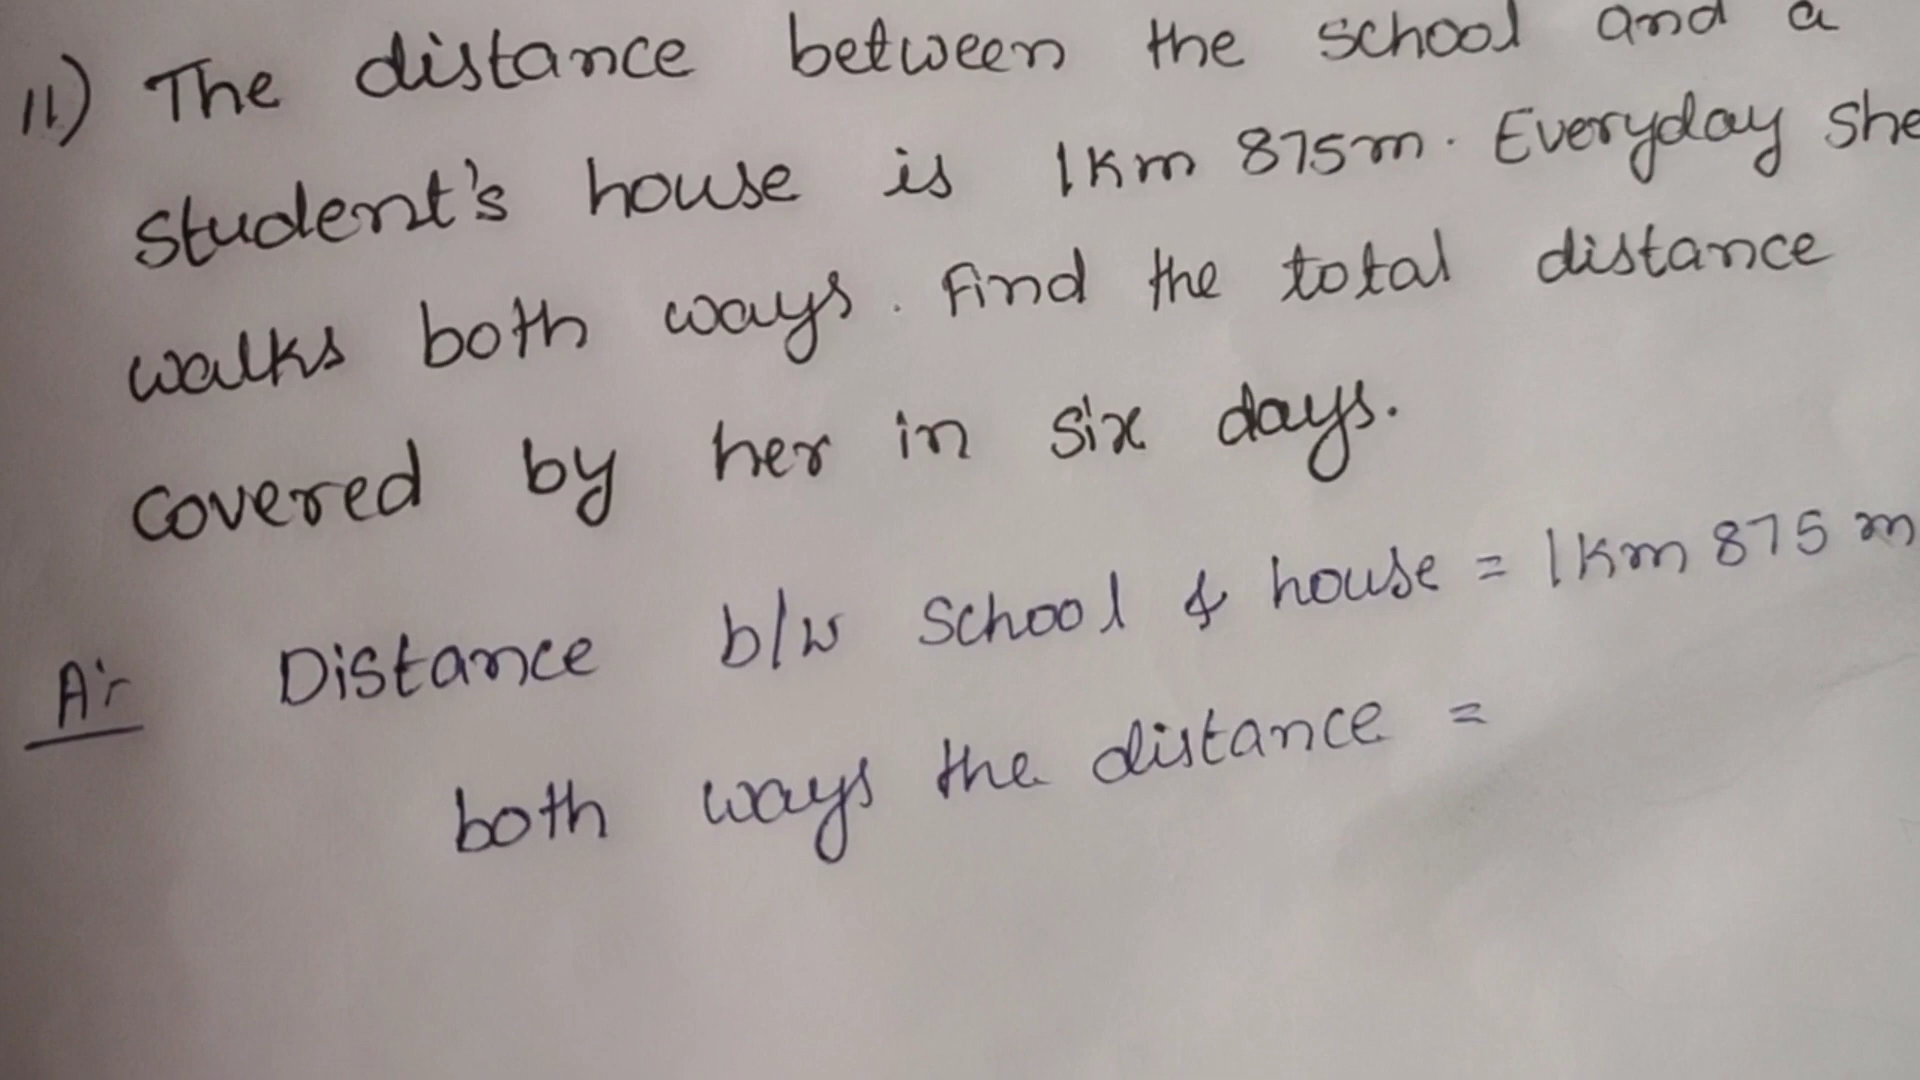 11) The distance between the school and a
student's house is 1km 875m. Everyday she
walks both ways. Find the total distance
covered by her in six days.
A:- Distance b/w school & house = 1km 875 m
both ways the distance =